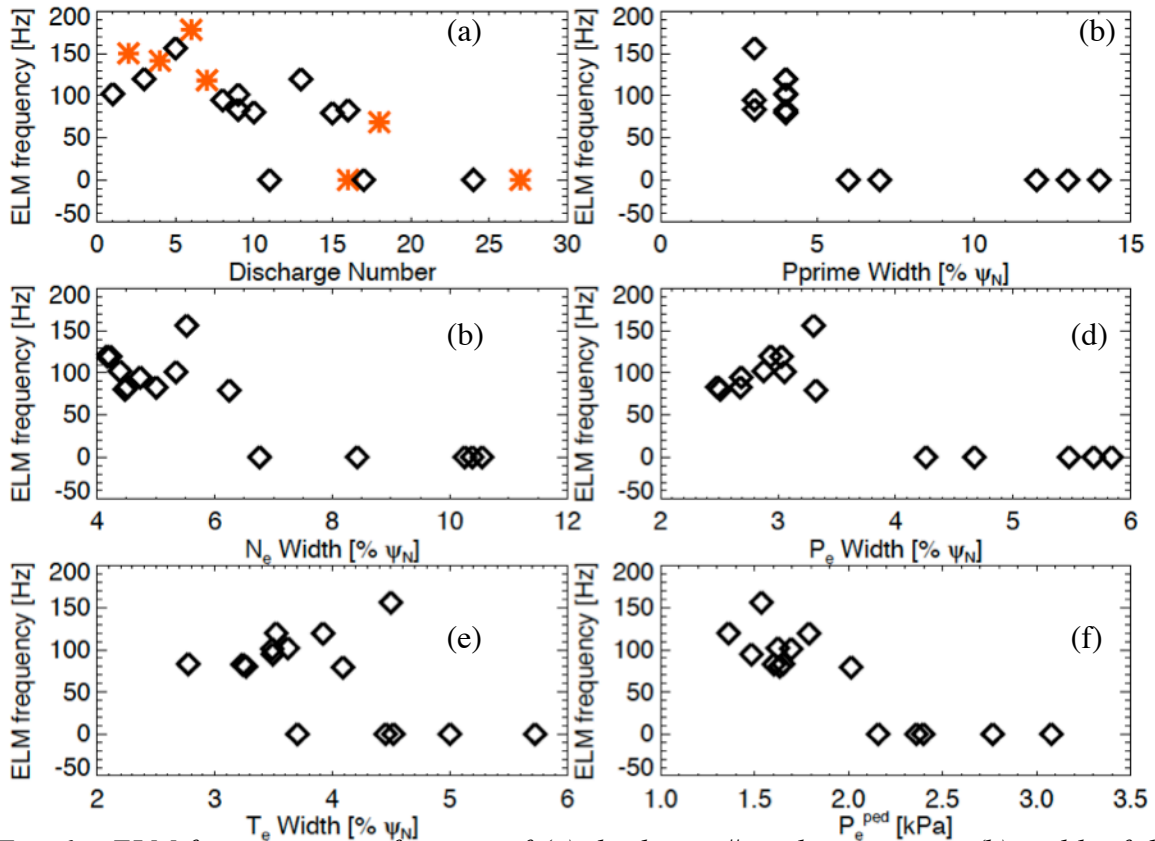 200
150
100
50
0
-50
ELM frequency [Hz]
(a)
0 5 10 15 20 25 30
Discharge Number
200
150
100
50
0
-50
ELM frequency [Hz]
(b)
0 5 10 15
Pprime Width [% ψN]
200
150
100
50
0
-50
ELM frequency [Hz]
(b)
4 6 8 10 12
Ne Width [% ψN]
200
150
100
50
0
-50
ELM frequency [Hz]
(d)
2 3 4 5 6
Pe Width [% ψN]
200
150
100
50
0
-50
ELM frequency [Hz]
(e)
2 3 4 5 6
Te Width [% ψN]
200
150
100
50
0
-50
ELM frequency [Hz]
(f)
1.0 1.5 2.0 2.5 3.0 3.5
Pe^ped [kPa]